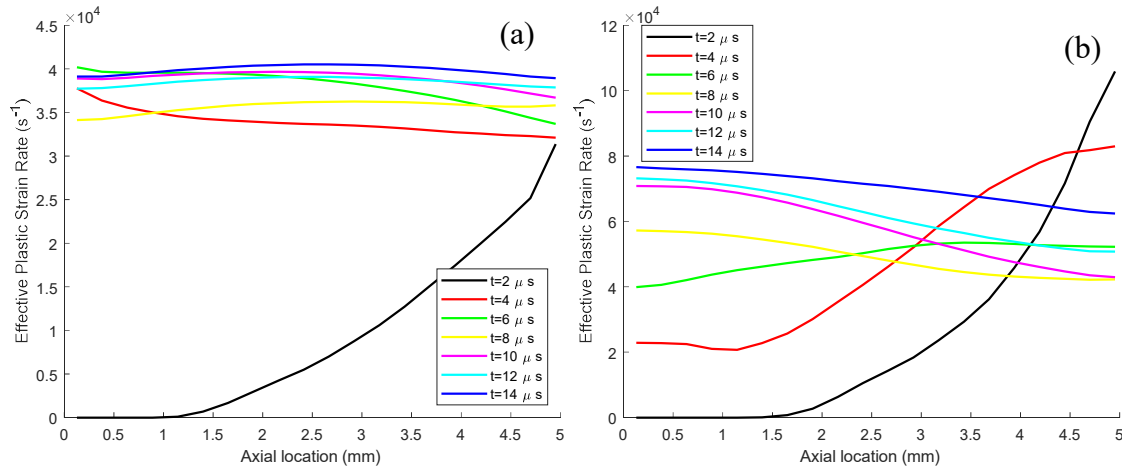 ×10^4
4.5
4
3.5
3
2.5
2
1.5
1
0.5
0
Effective Plastic Strain Rate (s^-1)
(a)
t=2 μ s
t=4 μ s
t=6 μ s
t=8 μ s
t=10 μ s
t=12 μ s
t=14 μ s
0 0.5 1 1.5 2 2.5 3 3.5 4 4.5 5
Axial location (mm)
×10^4
12
10
8
6
4
2
0
Effective Plastic Strain Rate (s^-1)
(b)
t=2 μ s
t=4 μ s
t=6 μ s
t=8 μ s
t=10 μ s
t=12 μ s
t=14 μ s
0 0.5 1 1.5 2 2.5 3 3.5 4 4.5 5
Axial location (mm)